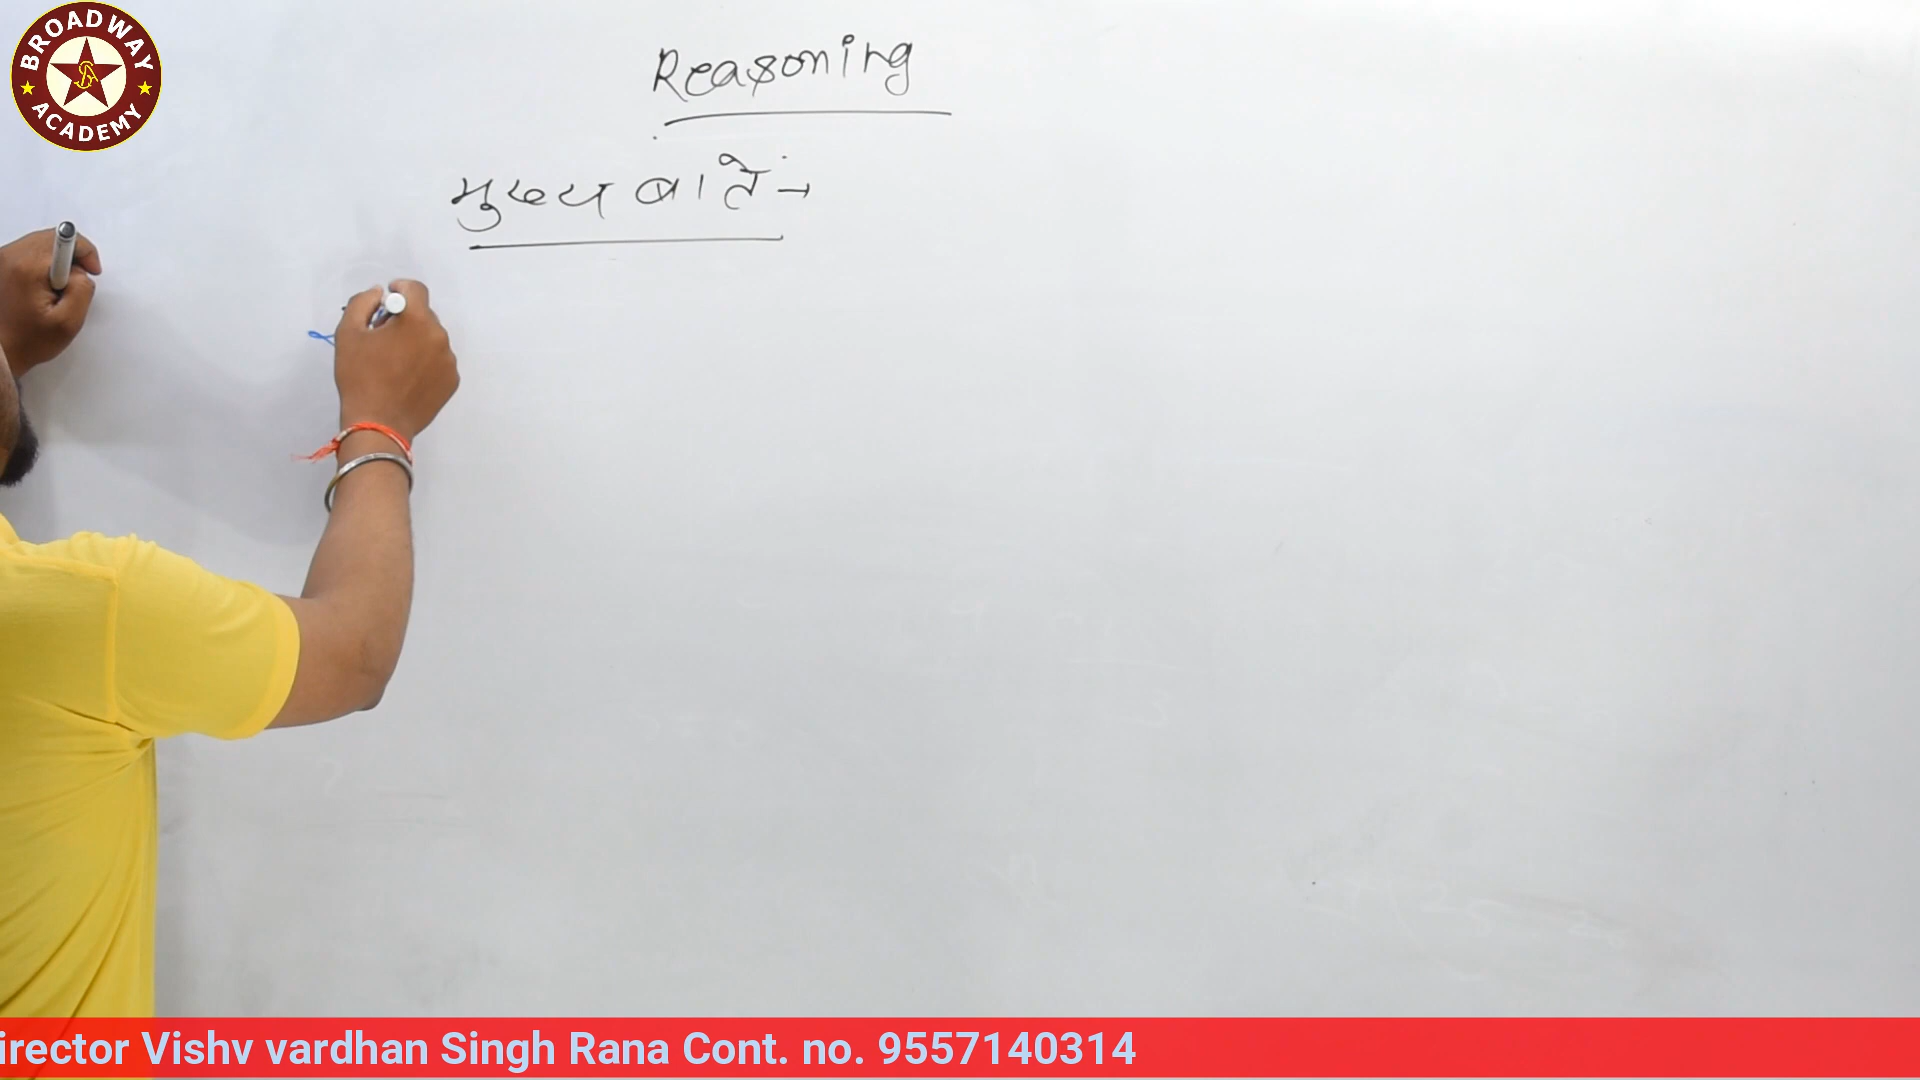 BROADWAY
ACADEMY
Reasoning
मुख्य बातें →
irector Vishv vardhan Singh Rana Cont. no. 9557140314